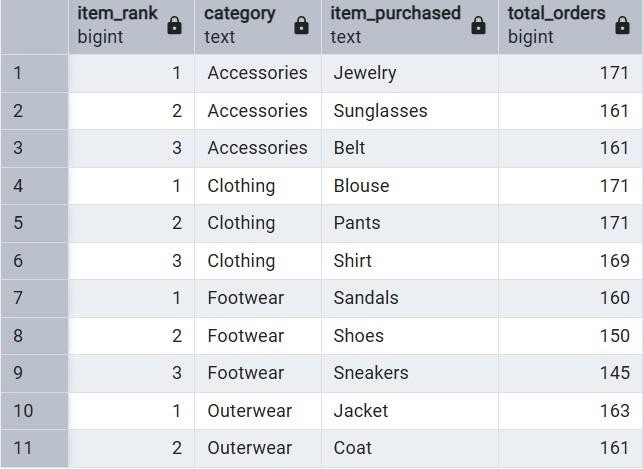 item_rank category item_purchased total_orders
bigint text text bigint
1 1 Accessories Jewelry 171
2 2 Accessories Sunglasses 161
3 3 Accessories Belt 161
4 1 Clothing Blouse 171
5 2 Clothing Pants 171
6 3 Clothing Shirt 169
7 1 Footwear Sandals 160
8 2 Footwear Shoes 150
9 3 Footwear Sneakers 145
10 1 Outerwear Jacket 163
11 2 Outerwear Coat 161